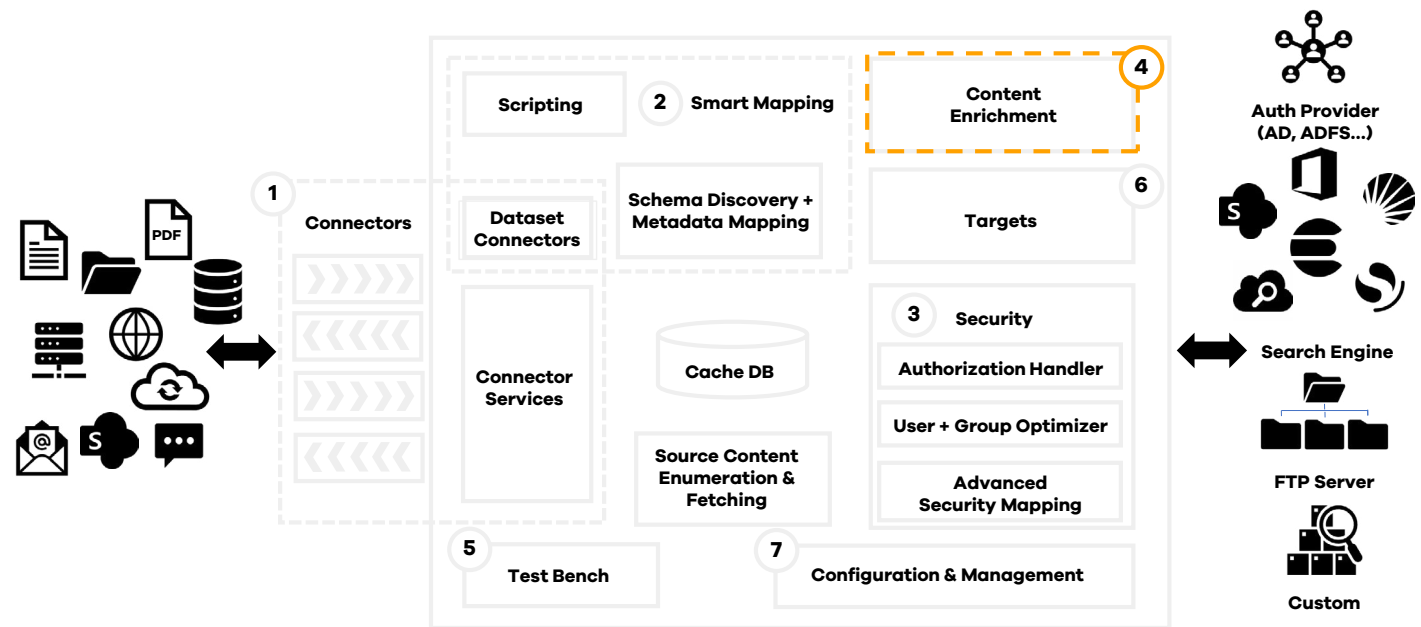 4
Scripting
2
Smart Mapping
Content
Enrichment
Auth Provider
(AD, ADFS...)
1
Connectors
Dataset
Connectors
Schema Discovery +
Metadata Mapping
6
Targets
PDF
S
S
3
Security
Connector
Services
Cache DB
Authorization Handler
User + Group Optimizer
Advanced
Security Mapping
Source Content
Enumeration &
Fetching
Search Engine
@
FTP Server
5
Test Bench
7
Configuration & Management
Custom